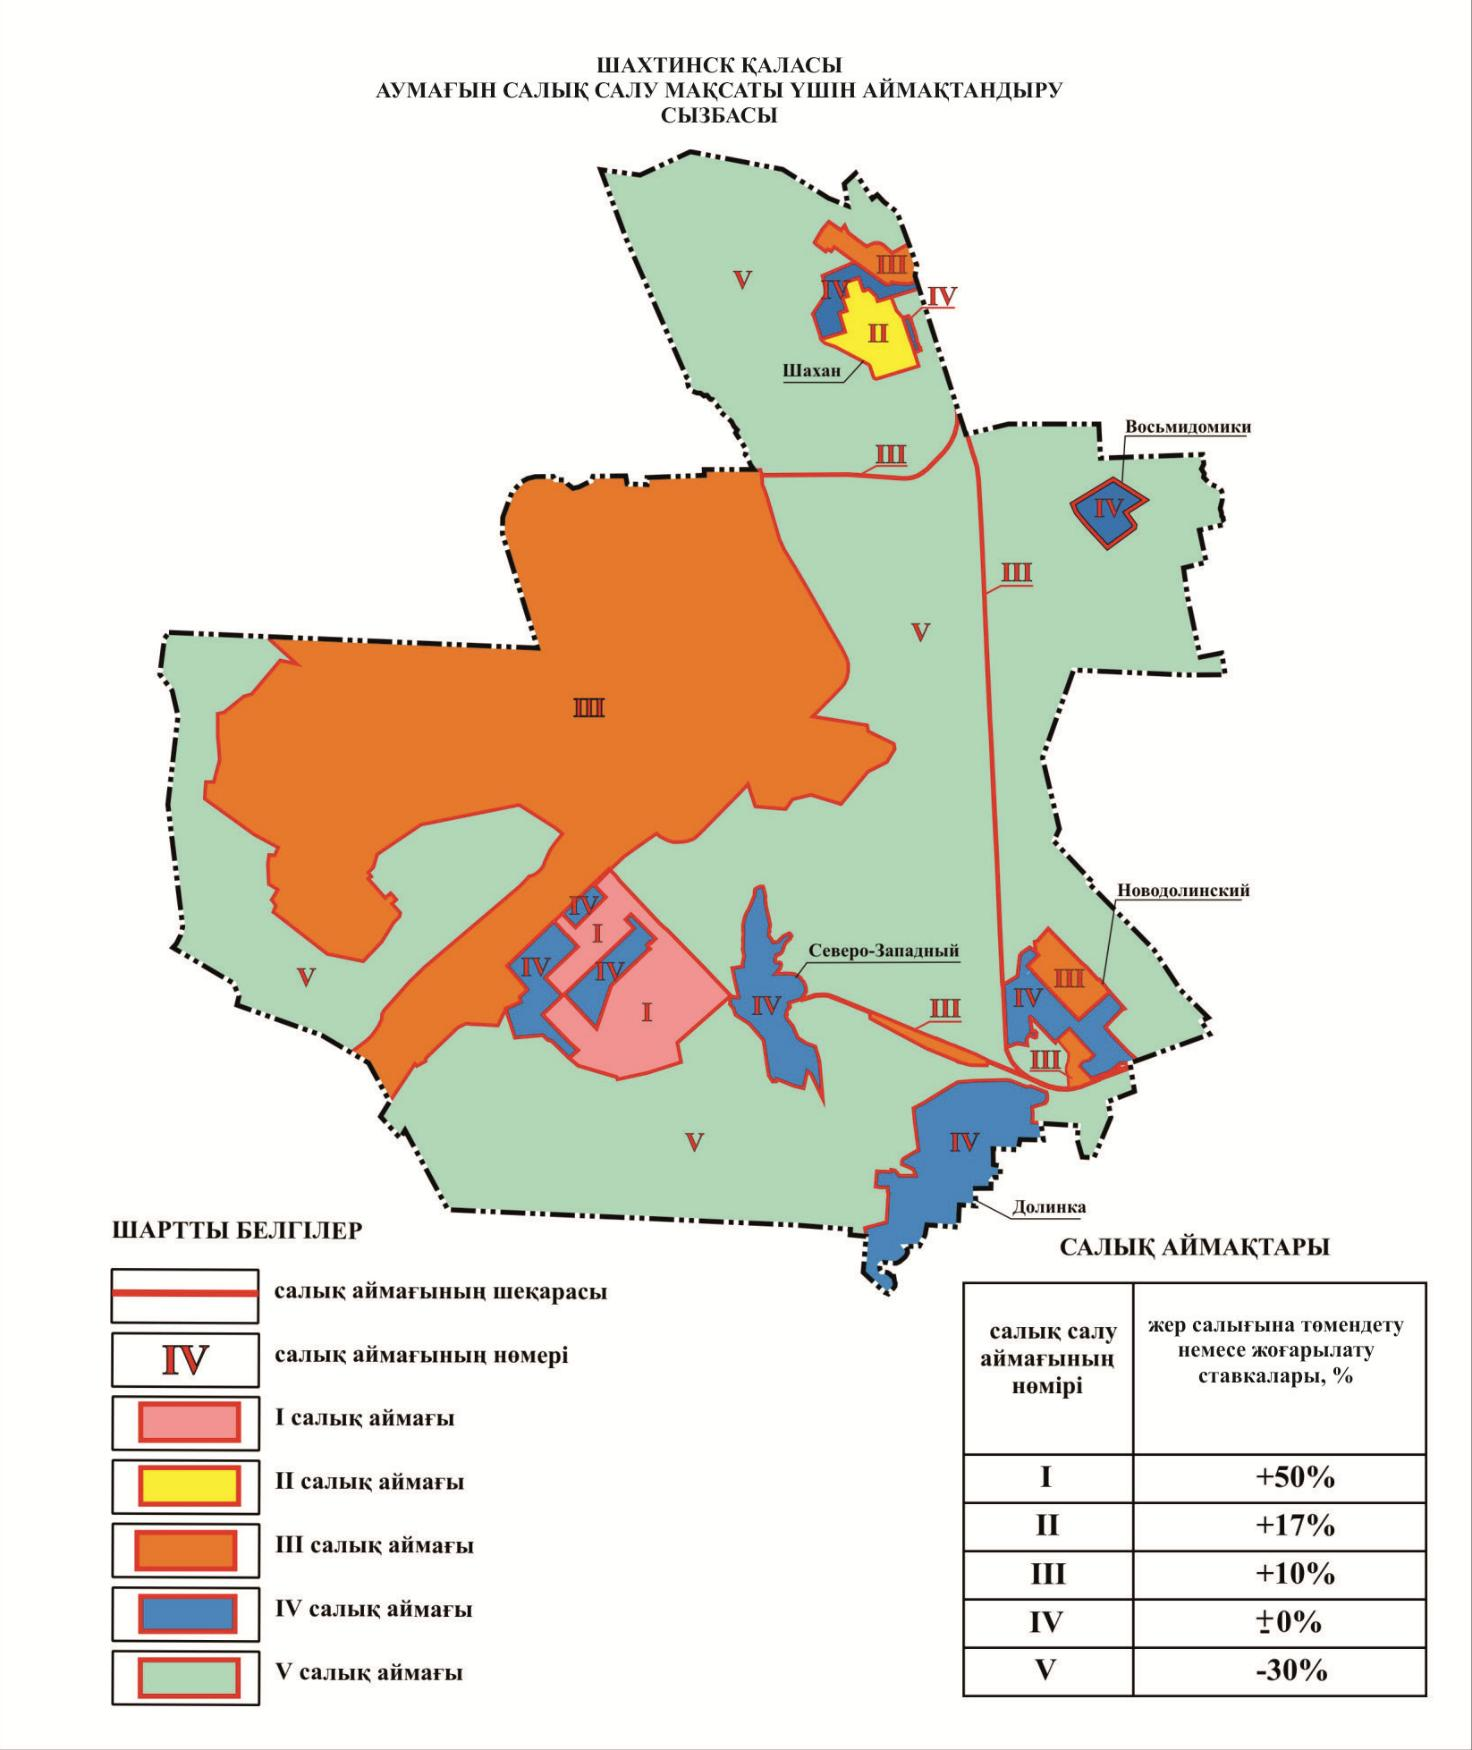 ШАХТИНСК ҚАЛАСЫ
АУМАҒЫН САЛЫҚ САЛУ МАҚСАТЫ ҮШІН АЙМАҚТАНДЫРУ
СЫЗБАСЫ
V
III
IV
IV
II
Шахан
Восьмидомики
III
IV
III
V
III
Новодолинский
IV
I
IV
IV
Северо-Западный
V
III
IV
I
IV
III
III
V
IV
Долинка
ШАРТТЫ БЕЛГІЛЕР
салық аймағының шеқарасы
IV салық аймағының нөмері
I салық аймағы
II салық аймағы
III салық аймағы
IV салық аймағы
V салық аймағы
САЛЫҚ АЙМАҚТАРЫ
салық салу
аймағының
нөмірі
жер салығына төмендету
немесе жоғарылату
ставкалары, %
I +50%
II +17%
III +10%
IV ±0%
V -30%